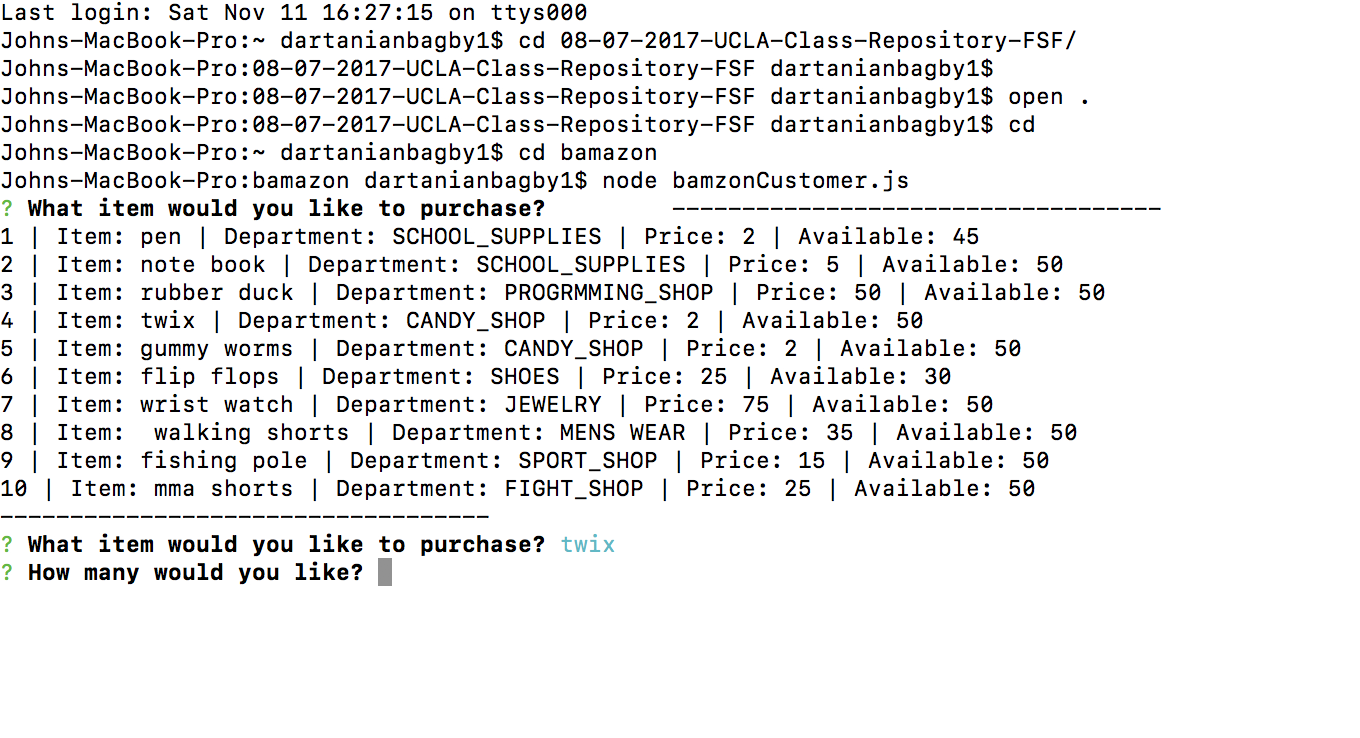 Last login: Sat Nov 11 16:27:15 on ttys000
Johns-MacBook-Pro:~ dartanianbagby1$ cd 08-07-2017-UCLA-Class-Repository-FSF/
Johns-MacBook-Pro:08-07-2017-UCLA-Class-Repository-FSF dartanianbagby1$
Johns-MacBook-Pro:08-07-2017-UCLA-Class-Repository-FSF dartanianbagby1$ open .
Johns-MacBook-Pro:08-07-2017-UCLA-Class-Repository-FSF dartanianbagby1$ cd
Johns-MacBook-Pro:~ dartanianbagby1$ cd bamazon
Johns-MacBook-Pro:bamazon dartanianbagby1$ node bamzonCustomer.js
? What item would you like to purchase?         -----------------------------------
1 | Item: pen | Department: SCHOOL_SUPPLIES | Price: 2 | Available: 45
2 | Item: note book | Department: SCHOOL_SUPPLIES | Price: 5 | Available: 50
3 | Item: rubber duck | Department: PROGRMMING_SHOP | Price: 50 | Available: 50
4 | Item: twix | Department: CANDY_SHOP | Price: 2 | Available: 50
5 | Item: gummy worms | Department: CANDY_SHOP | Price: 2 | Available: 50
6 | Item: flip flops | Department: SHOES | Price: 25 | Available: 30
7 | Item: wrist watch | Department: JEWELRY | Price: 75 | Available: 50
8 | Item:  walking shorts | Department: MENS WEAR | Price: 35 | Available: 50
9 | Item: fishing pole | Department: SPORT_SHOP | Price: 15 | Available: 50
10 | Item: mma shorts | Department: FIGHT_SHOP | Price: 25 | Available: 50
-----------------------------------
? What item would you like to purchase? twix
? How many would you like?